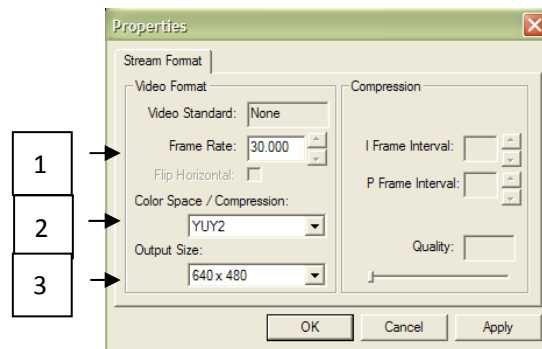 Properties
Stream Format
Video Format
Video Standard: None
Frame Rate: 30.000
Flip Horizontal:
Color Space / Compression:
YUY2
Output Size:
640 x 480
Compression
I Frame Interval:
P Frame Interval:
Quality:
OK Cancel Apply
1
2
3